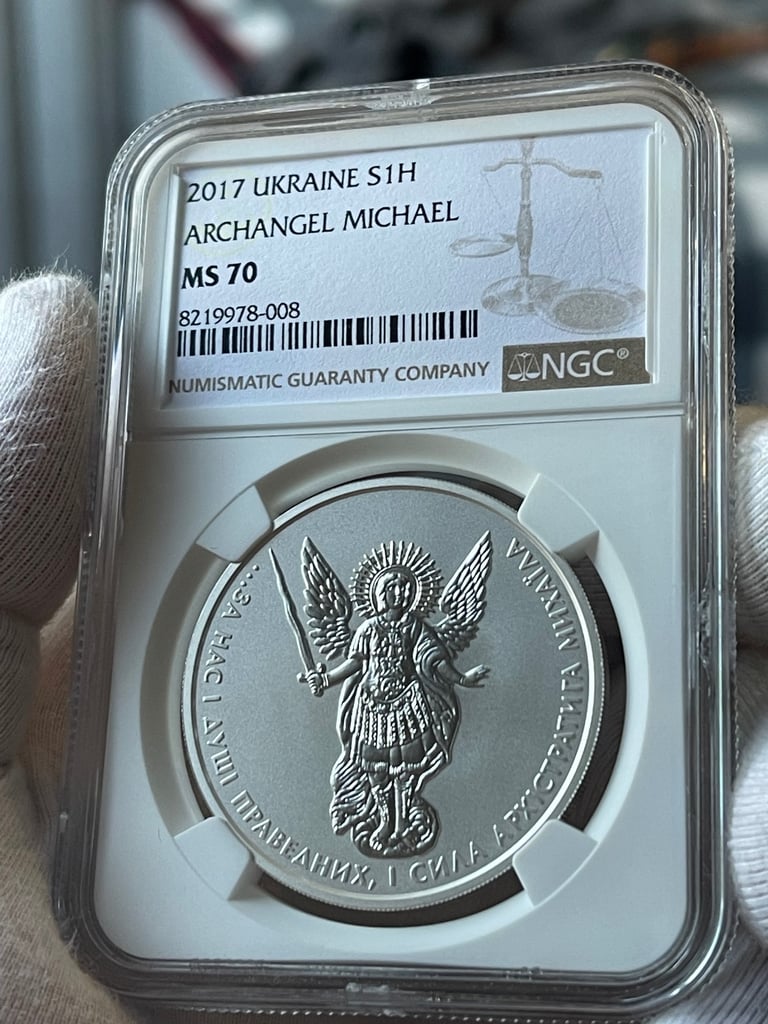 2017 UKRAINE S1H
ARCHANGEL MICHAEL
MS 70
8219978-008
NUMISMATIC GUARANTY COMPANY
NGC®
...ЗА НАС І ДУШІ ПРАВЕДНИХ, І СИЛА АРХІСТРАТИГА МИХАЇЛА